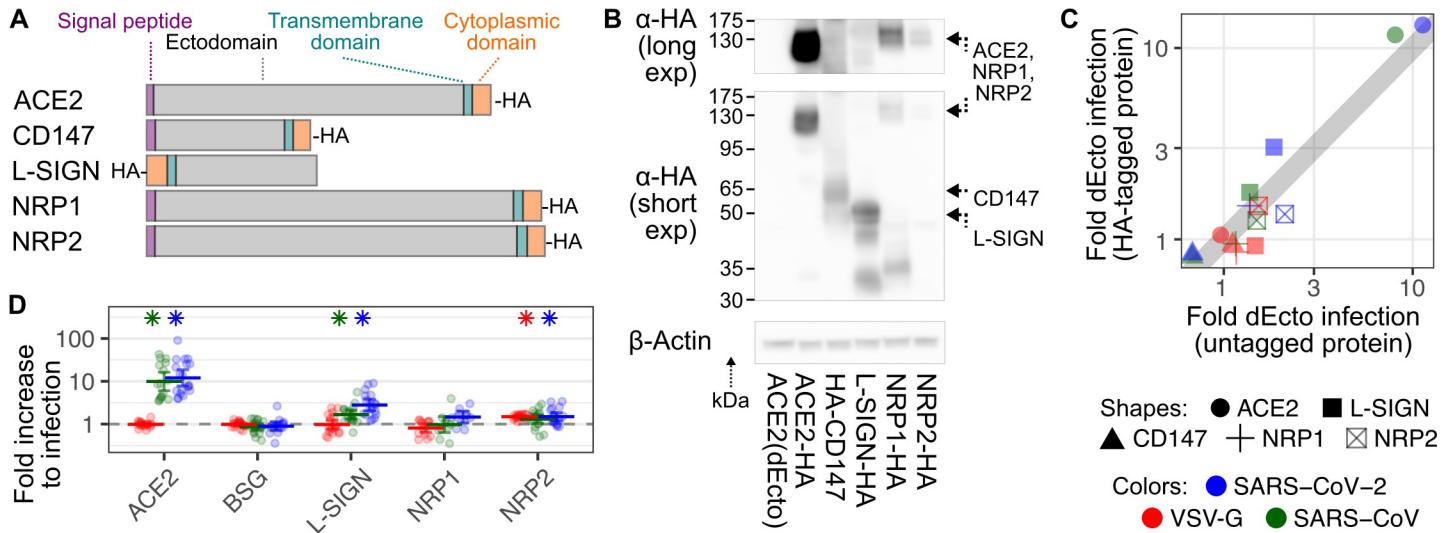 A
Signal peptide
Ectodomain
Transmembrane
domain
Cytoplasmic
domain
ACE2
-HA
CD147
-HA
L-SIGN
HA-
NRP1
-HA
NRP2
-HA
B
α-HA
(long
exp)
175
130
ACE2,
NRP1,
NRP2
α-HA
(short
exp)
175
130
95
65
50
35
30
CD147
L-SIGN
β-Actin
kDa
ACE2(dEcto)
ACE2-HA
HA-CD147
L-SIGN-HA
NRP1-HA
NRP2-HA
C
Fold dEcto infection
(HA-tagged protein)
10
3
1
1
3
10
Fold dEcto infection
(untagged protein)
Shapes: ACE2 L-SIGN
CD147 NRP1 NRP2
Colors: SARS-CoV-2
VSV-G SARS-CoV
D
Fold increase
to infection
100
10
1
ACE2
BSG
L-SIGN
NRP1
NRP2